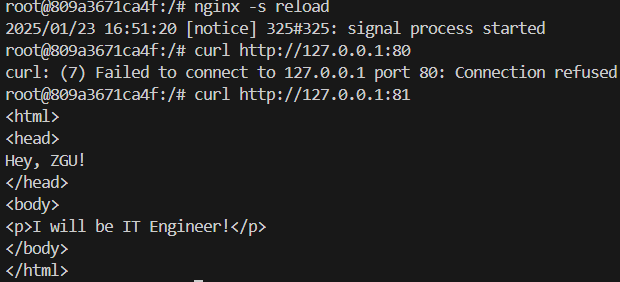 root@809a3671ca4f:/# nginx -s reload
2025/01/23 16:51:20 [notice] 325#325: signal process started
root@809a3671ca4f:/# curl http://127.0.0.1:80
curl: (7) Failed to connect to 127.0.0.1 port 80: Connection refused
root@809a3671ca4f:/# curl http://127.0.0.1:81
<html>
<head>
Hey, ZGU!
</head>
<body>
<p>I will be IT Engineer!</p>
</body>
</html>